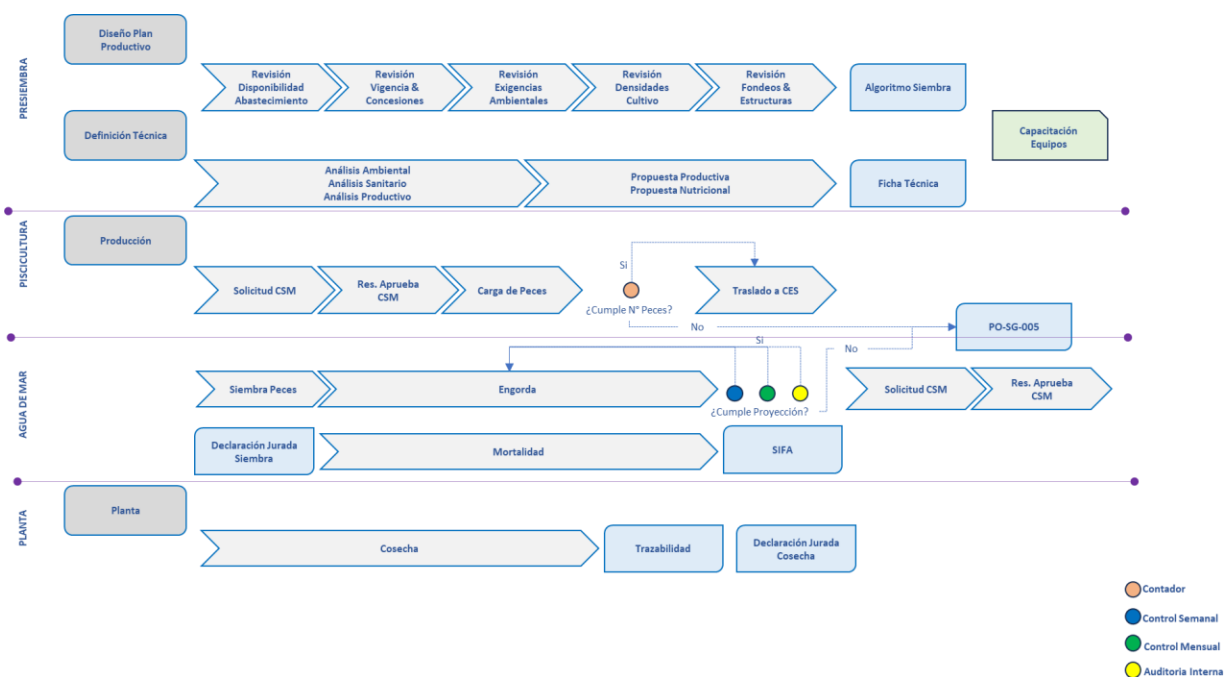 PRESIEMBRA
Diseño Plan
Productivo
Revisión
Disponibilidad
Abastecimiento
Revisión
Vigencia &
Concesiones
Revisión
Exigencias
Ambientales
Revisión
Densidades
Cultivo
Revisión
Fondeos &
Estructuras
Algoritmo Siembra
Definición Técnica
Capacitación
Equipos
Análisis Ambiental
Análisis Sanitario
Análisis Productivo
Propuesta Productiva
Propuesta Nutricional
Ficha Técnica
PISCICULTURA
Producción
Solicitud CSM
Res. Aprueba
CSM
Carga de Peces
Si
¿Cumple N° Peces?
Traslado a CES
No
PO-SG-005
AGUA DE MAR
Si
No
Siembra Peces
Engorda
¿Cumple Proyección?
Solicitud CSM
Res. Aprueba
CSM
Declaración Jurada
Siembra
Mortalidad
SIFA
PLANTA
Planta
Cosecha
Trazabilidad
Declaración Jurada
Cosecha
Contador
Control Semanal
Control Mensual
Auditoria Interna